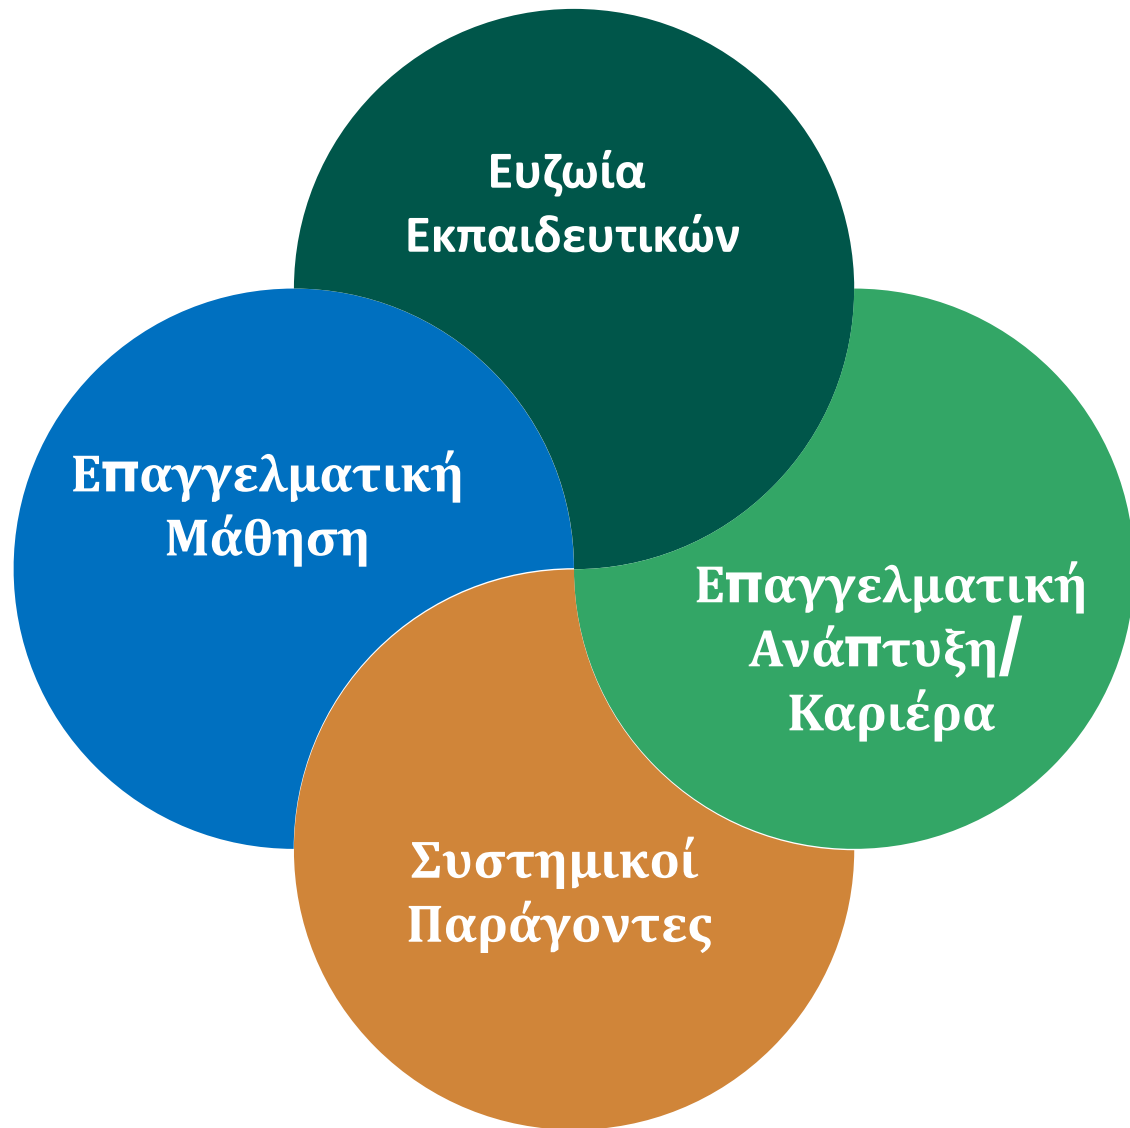 Ευζωία
Εκπαιδευτικών
Επαγγελματική
Μάθηση
Επαγγελματική
Ανάπτυξη/
Καριέρα
Συστημικοί
Παράγοντες